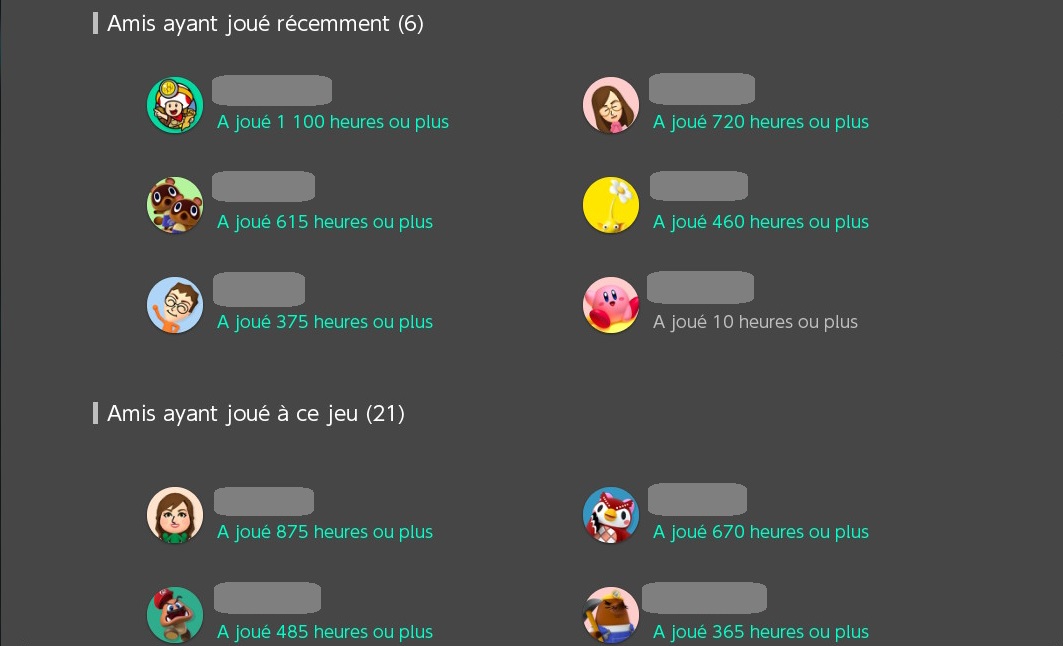 Amis ayant joué récemment (6)
A joué 1 100 heures ou plus
A joué 720 heures ou plus
A joué 615 heures ou plus
A joué 460 heures ou plus
A joué 375 heures ou plus
A joué 10 heures ou plus
Amis ayant joué à ce jeu (21)
A joué 875 heures ou plus
A joué 670 heures ou plus
A joué 485 heures ou plus
A joué 365 heures ou plus